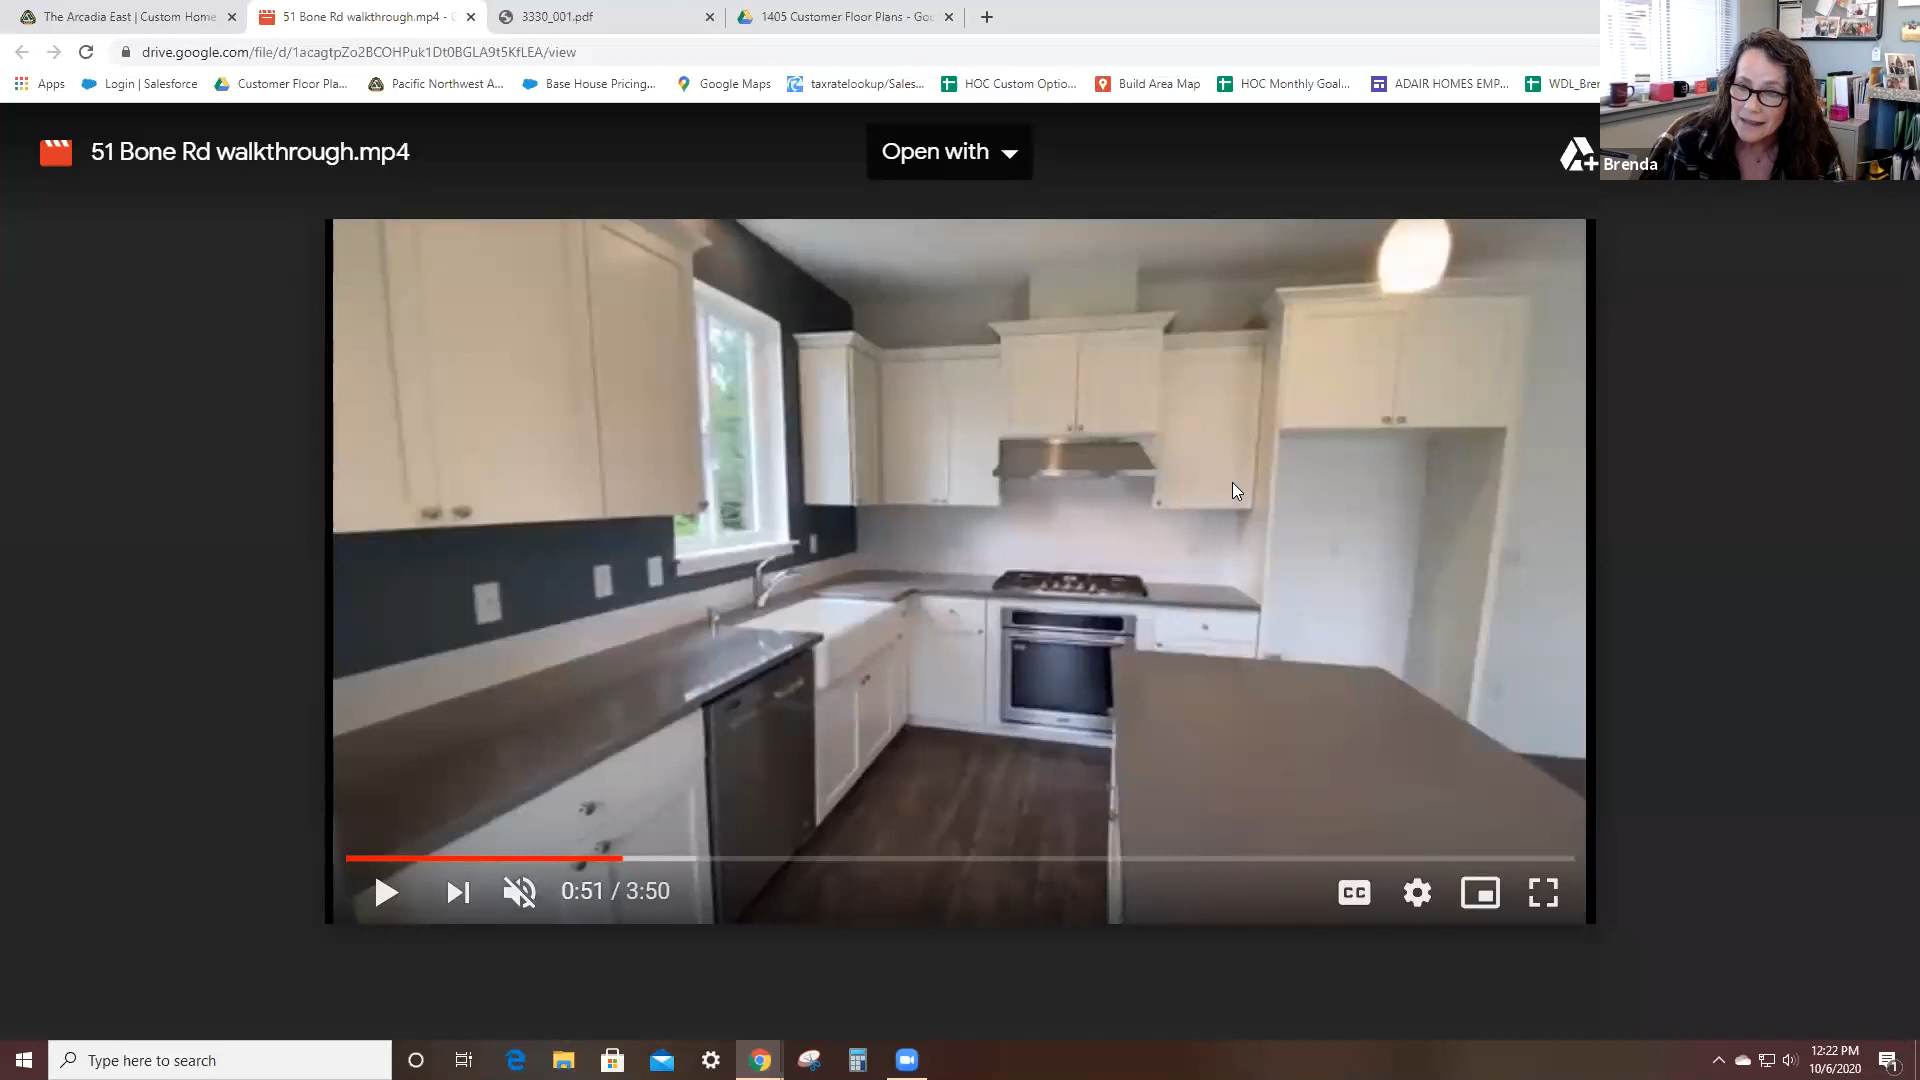 The Arcadia East | Custom Home
51 Bone Rd walkthrough.mp4 - G
3330_001.pdf
1405 Customer Floor Plans - Goo
drive.google.com/file/d/1acagtpZo2BCOHPuk1Dt0BGLA9t5KfLEA/view
Apps
Login | Salesforce
Customer Floor Pla...
Pacific Northwest A...
Base House Pricing...
Google Maps
taxratelookup/Sales...
HOC Custom Optio...
Build Area Map
HOC Monthly Goal...
ADAIR HOMES EMP...
WDL_Bren
51 Bone Rd walkthrough.mp4
Open with
Brenda
0:51 / 3:50
CC
Type here to search
12:22 PM
10/6/2020
1